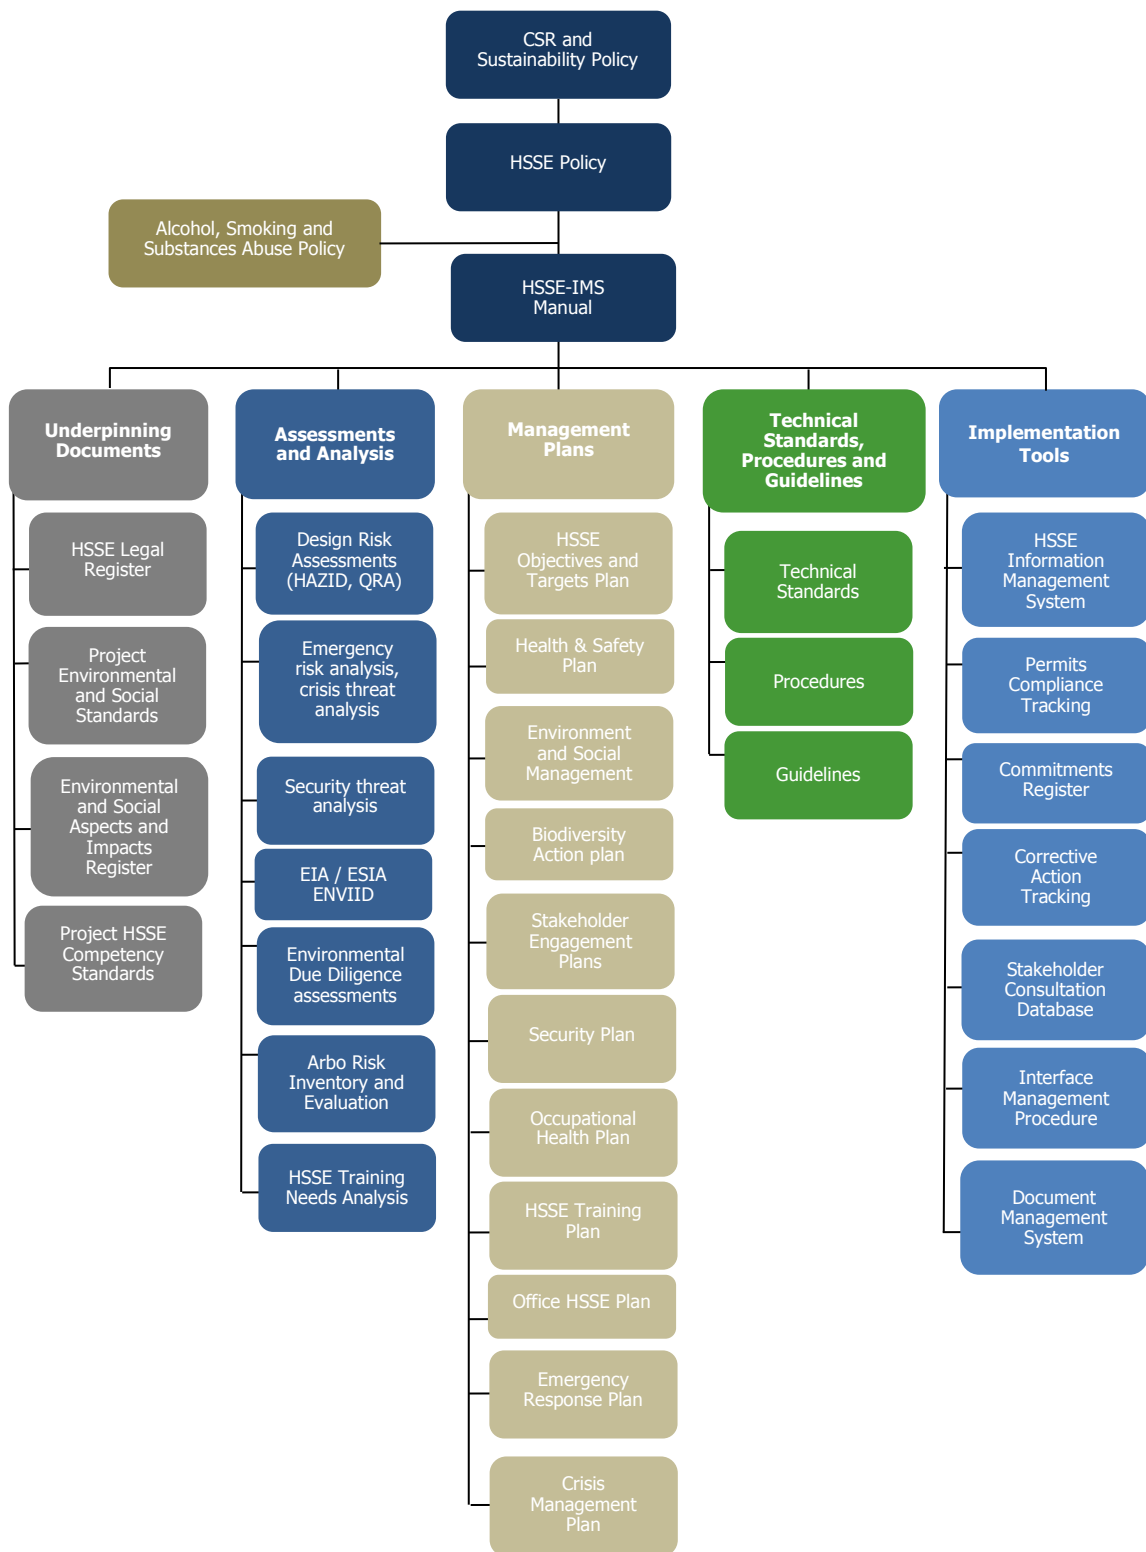 CSR and
Sustainability Policy
HSSE Policy
Alcohol, Smoking and
Substances Abuse Policy
HSSE-IMS
Manual
Underpinning
Documents
HSSE Legal
Register
Project
Environmental
and Social
Standards
Environmental
and Social
Aspects and
Impacts
Register
Project HSSE
Competency
Standards
Assessments
and Analysis
Design Risk
Assessments
(HAZID, QRA)
Emergency
risk analysis,
crisis threat
analysis
Security threat
analysis
EIA / ESIA
ENVIID
Environmental
Due Diligence
assessments
Arbo Risk
Inventory and
Evaluation
HSSE Training
Needs Analysis
Management
Plans
HSSE
Objectives and
Targets Plan
Health & Safety
Plan
Environment
and Social
Management
Biodiversity
Action plan
Stakeholder
Engagement
Plans
Security Plan
Occupational
Health Plan
HSSE Training
Plan
Office HSSE Plan
Emergency
Response Plan
Crisis
Management
Plan
Technical
Standards,
Procedures and
Guidelines
Technical
Standards
Procedures
Guidelines
Implementation
Tools
HSSE
Information
Management
System
Permits
Compliance
Tracking
Commitments
Register
Corrective
Action
Tracking
Stakeholder
Consultation
Database
Interface
Management
Procedure
Document
Management
System